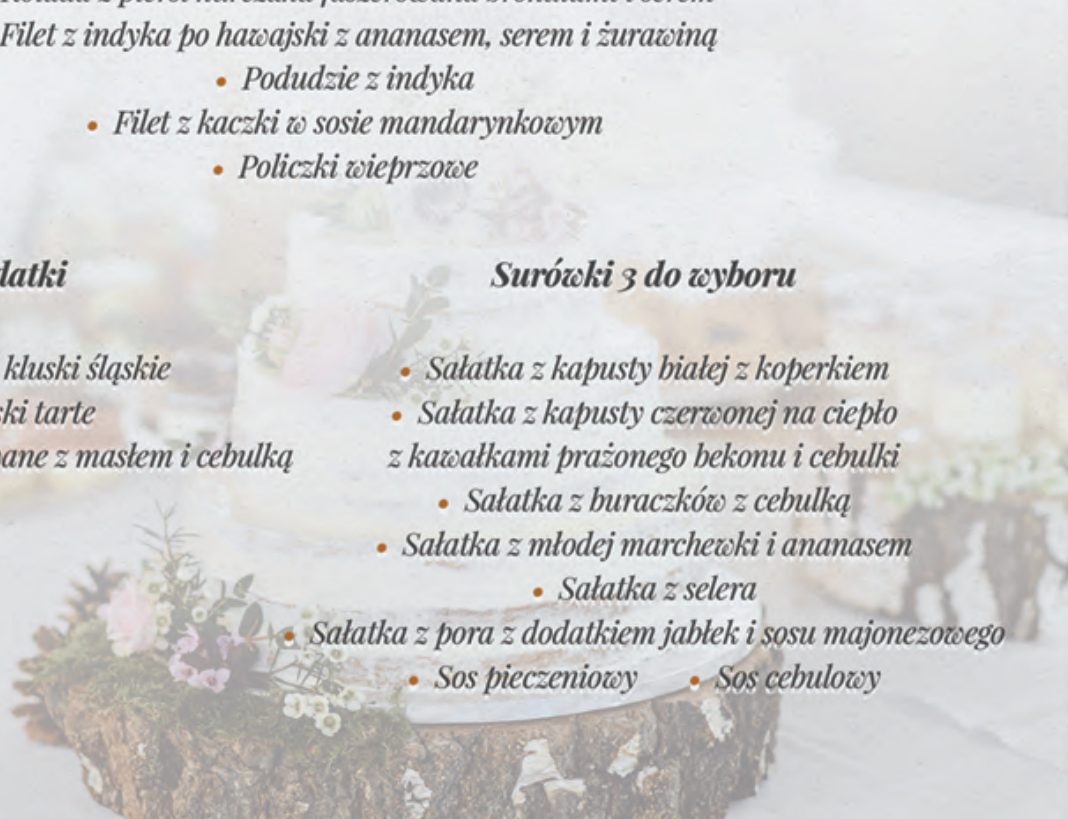 Filet z indyka po hawajski z ananasem, serem i żurawiną
• Podudzie z indyka
• Filet z kaczki w sosie mandarynkowym
• Policzki wieprzowe
datki
Surówki 3 do wyboru
kluski śląskie
ski tarte
ane z masłem i cebulką
• Sałatka z kapusty białej z koperkiem
• Sałatka z kapusty czerwonej na ciepło
z kawałkami prażonego bekonu i cebulki
• Sałatka z buraczków z cebulką
• Sałatka z młodej marchewki i ananasem
• Sałatka z selera
• Sałatka z pora z dodatkiem jabłek i sosu majonezowego
• Sos pieczeniowy • Sos cebulowy